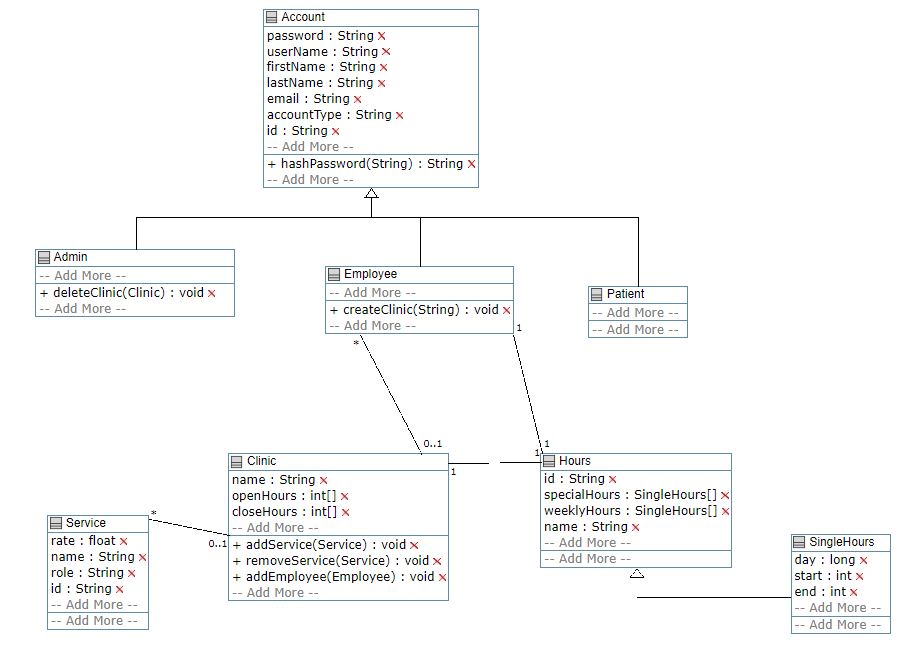 Account
password : String ×
userName : String ×
firstName : String ×
lastName : String ×
email : String ×
accountType : String ×
id : String ×
-- Add More --
+ hashPassword(String) : String ×
-- Add More --
Admin
-- Add More --
+ deleteClinic(Clinic) : void ×
-- Add More --
Employee
-- Add More --
+ createClinic(String) : void ×
-- Add More --
Patient
-- Add More --
-- Add More --
*
1
0..1
1
1
1
Clinic
name : String ×
openHours : int[] ×
closeHours : int[] ×
-- Add More --
+ addService(Service) : void ×
+ removeService(Service) : void ×
+ addEmployee(Employee) : void ×
-- Add More --
Hours
id : String ×
specialHours : SingleHours[] ×
weeklyHours : SingleHours[] ×
name : String ×
-- Add More --
-- Add More --
*
0..1
Service
rate : float ×
name : String ×
role : String ×
id : String ×
-- Add More --
-- Add More --
SingleHours
day : long ×
start : int ×
end : int ×
-- Add More --
-- Add More --